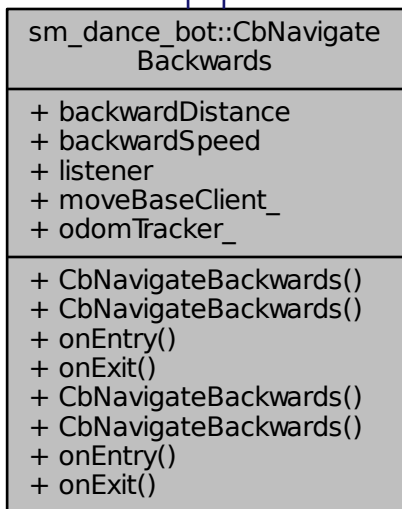 sm_dance_bot::CbNavigate
Backwards
+ backwardDistance
+ backwardSpeed
+ listener
+ moveBaseClient_
+ odomTracker_
+ CbNavigateBackwards()
+ CbNavigateBackwards()
+ onEntry()
+ onExit()
+ CbNavigateBackwards()
+ CbNavigateBackwards()
+ onEntry()
+ onExit()